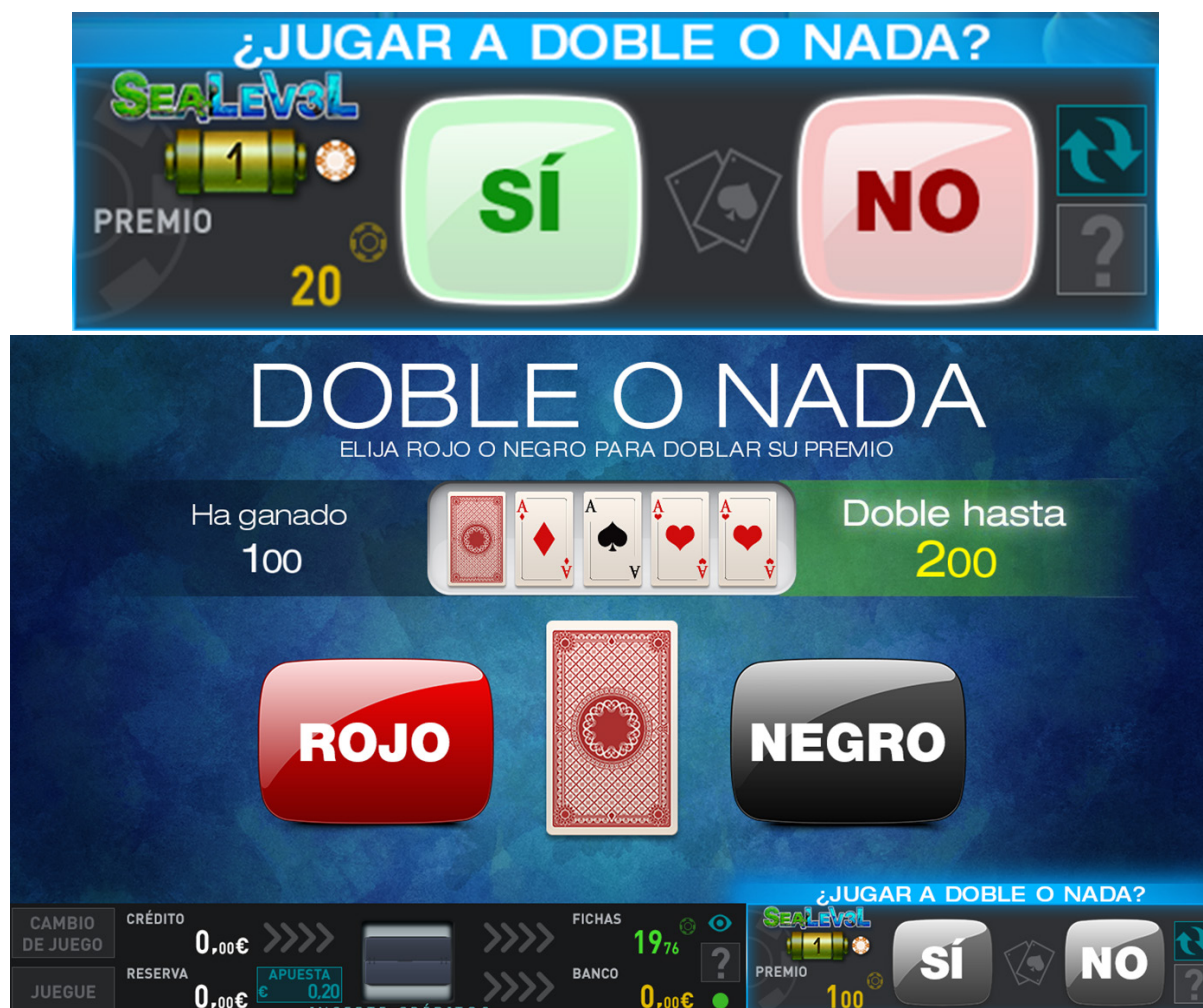 ¿JUGAR A DOBLE O NADA?
SEALEV3L
1
SÍ
NO
PREMIO
20
?
DOBLE O NADA
ELIJA ROJO O NEGRO PARA DOBLAR SU PREMIO
Ha ganado
100
A A A A
A A A A
Doble hasta
200
ROJO
NEGRO
CAMBIO
DE JUEGO
JUEGUE
CRÉDITO
0,00€
RESERVA
0,00€
APUESTA
€ 0,20
FICHAS
19,76
?
BANCO
0,00€
¿JUGAR A DOBLE O NADA?
SEALEV3L
1
PREMIO
100
SÍ
NO
?